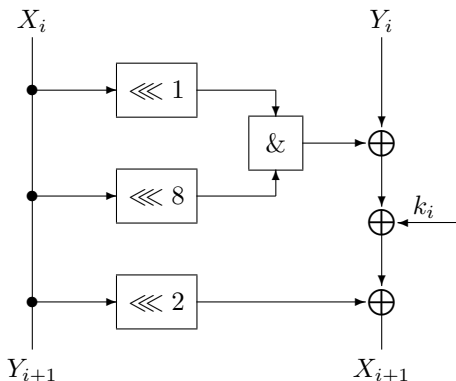 X_i Y_i
⋘ 1
&
⋘ 8
k_i
⋘ 2
Y_{i+1} X_{i+1}